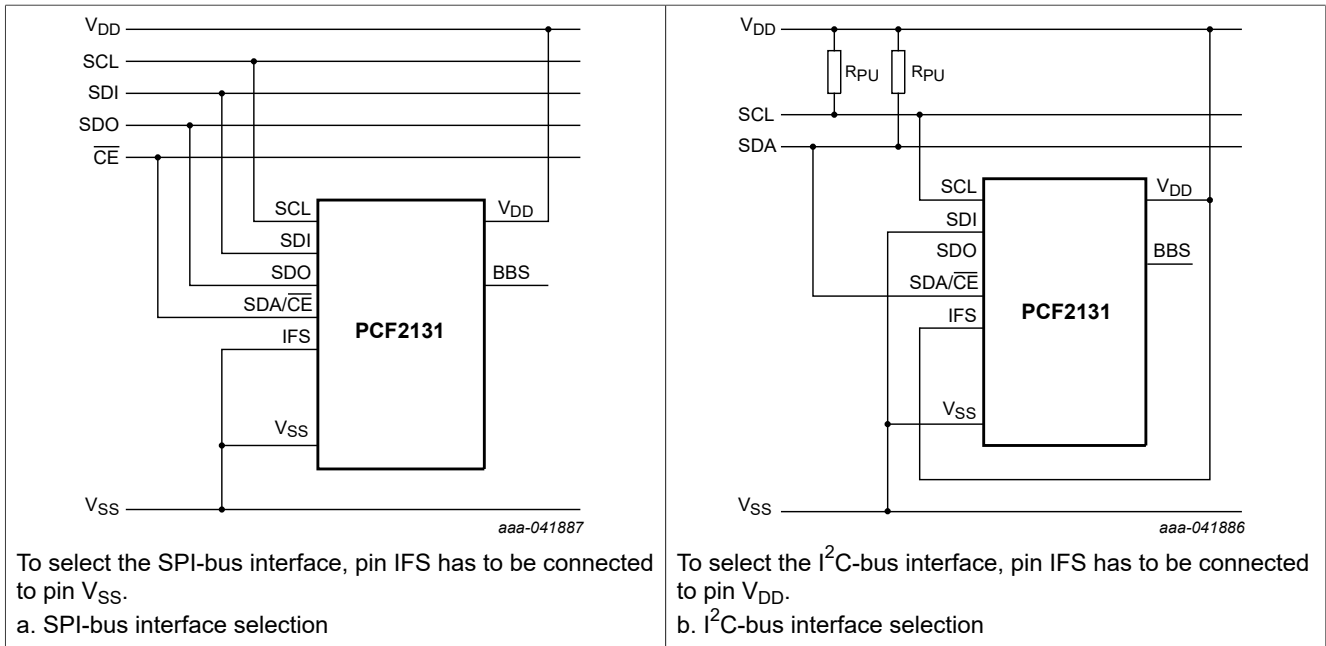 VDD
SCL
SDI
SDO
CE
SCL
SDI
SDO
SDA/CE
IFS
VSS
VDD
BBS
PCF2131
VSS
aaa-041887
To select the SPI-bus interface, pin IFS has to be connected
to pin VSS.
a. SPI-bus interface selection
VDD
RPU
RPU
SCL
SDA
SCL
SDI
SDO
SDA/CE
IFS
VSS
VDD
BBS
PCF2131
VSS
aaa-041886
To select the I2C-bus interface, pin IFS has to be connected
to pin VDD.
b. I2C-bus interface selection